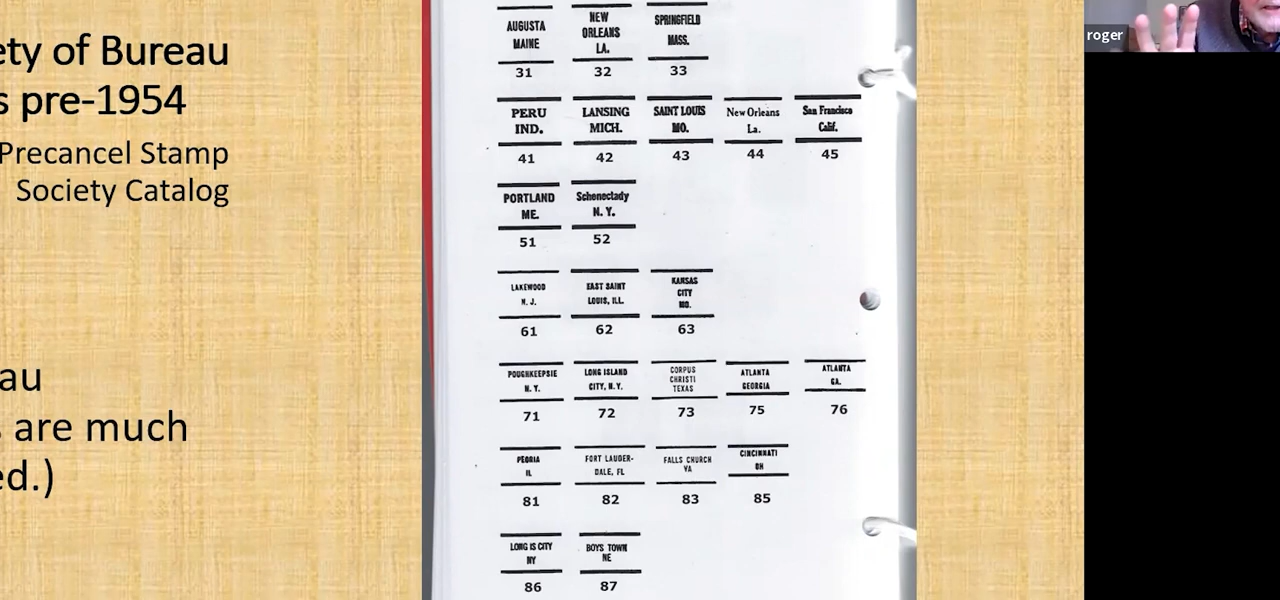 ety of Bureau
s pre-1954
Precancel Stamp
Society Catalog
au
s are much
ed.)
AUGUSTA
MAINE
31
NEW
ORLEANS
LA.
32
SPRINGFIELD
MASS.
33
PERU
IND.
41
LANSING
MICH.
42
SAINT LOUIS
MO.
43
New Orleans
La.
44
San Francisco
Calif.
45
PORTLAND
ME.
51
Schenectady
N. Y.
52
LAKEWOOD
N. J.
61
EAST SAINT
LOUIS, ILL.
62
KANSAS
CITY
MO.
63
POUGHKEEPSIE
N. Y.
71
LONG ISLAND
CITY, N. Y.
72
CORPUS
CHRISTI
TEXAS
73
ATLANTA
GEORGIA
75
ATLANTA
GA.
76
PEORIA
IL
81
FORT LAUDER-
DALE, FL
82
FALLS CHURCH
VA
83
CINCINNATI
OH
85
LONG IS CITY
NY
86
BOYS TOWN
NE
87
roger